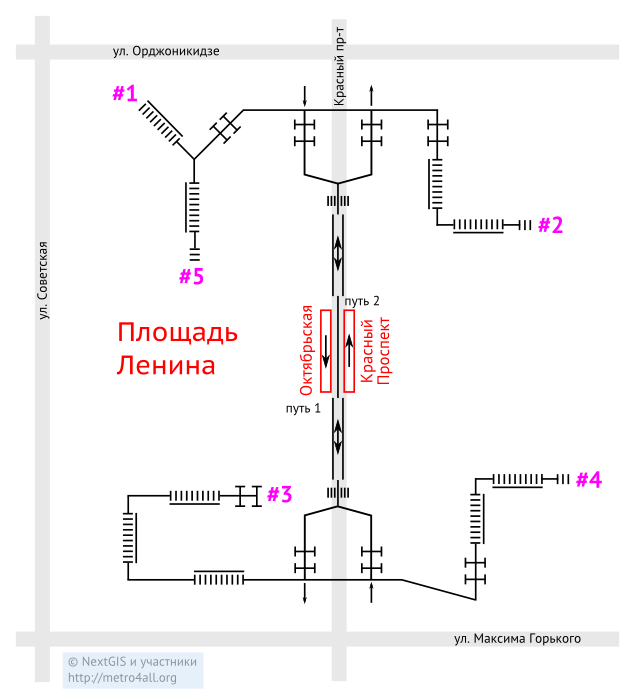 Красный пр-т
ул. Орджоникидзе
#1
#2
#5
ул. Советская
путь 2
Площадь
Ленина
Октябрьская
Красный
Проспект
путь 1
#4
#3
ул. Максима Горького
© NextGIS и участники
http://metro4all.org